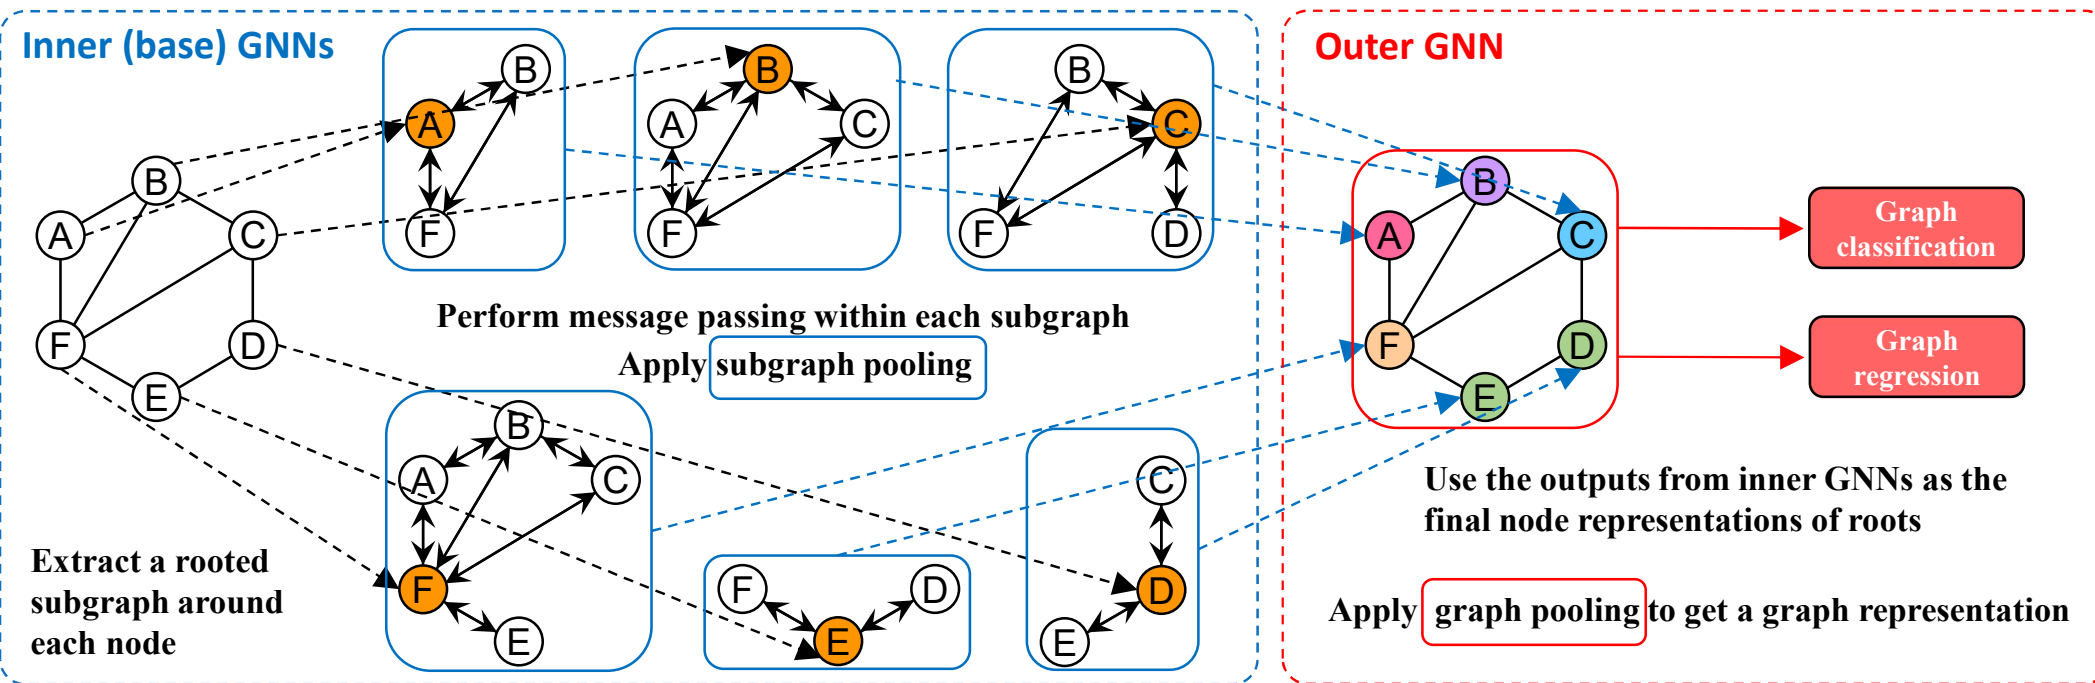 Inner (base) GNNs
B
A
F
B
A
C
F
B
C
F
D
B
A
C
F
D
E
Perform message passing within each subgraph
Apply subgraph pooling
B
A
C
F
E
F
D
E
C
D
E
Extract a rooted
subgraph around
each node
Outer GNN
B
A
C
F
D
E
Graph
classification
Graph
regression
Use the outputs from inner GNNs as the
final node representations of roots
Apply graph pooling to get a graph representation